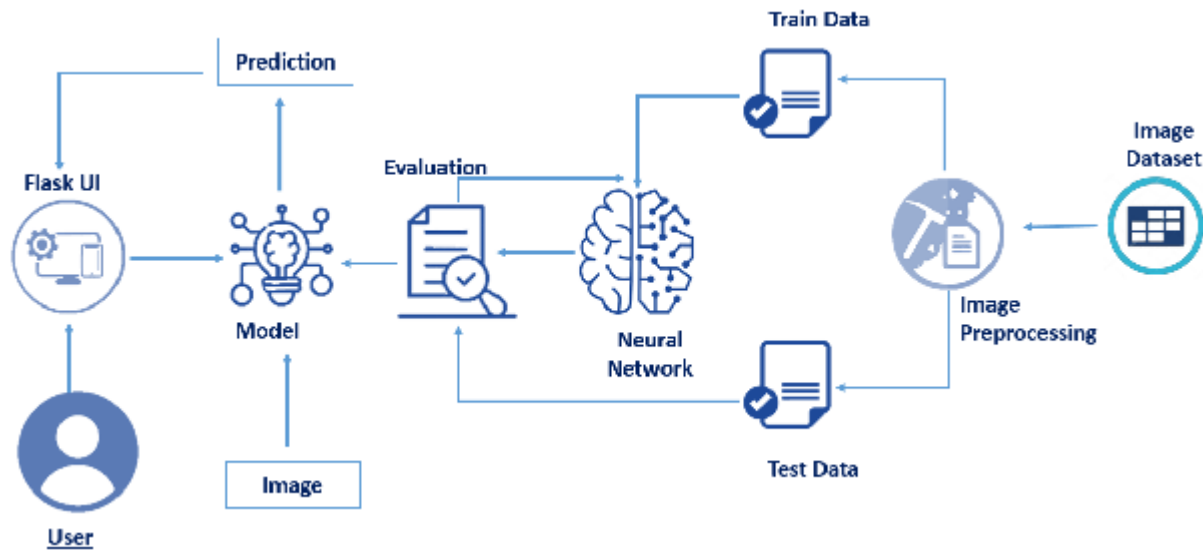 Train Data
Prediction
Image
Dataset
Evaluation
Flask UI
Model
Neural
Network
Image
Preprocessing
Image
Test Data
User